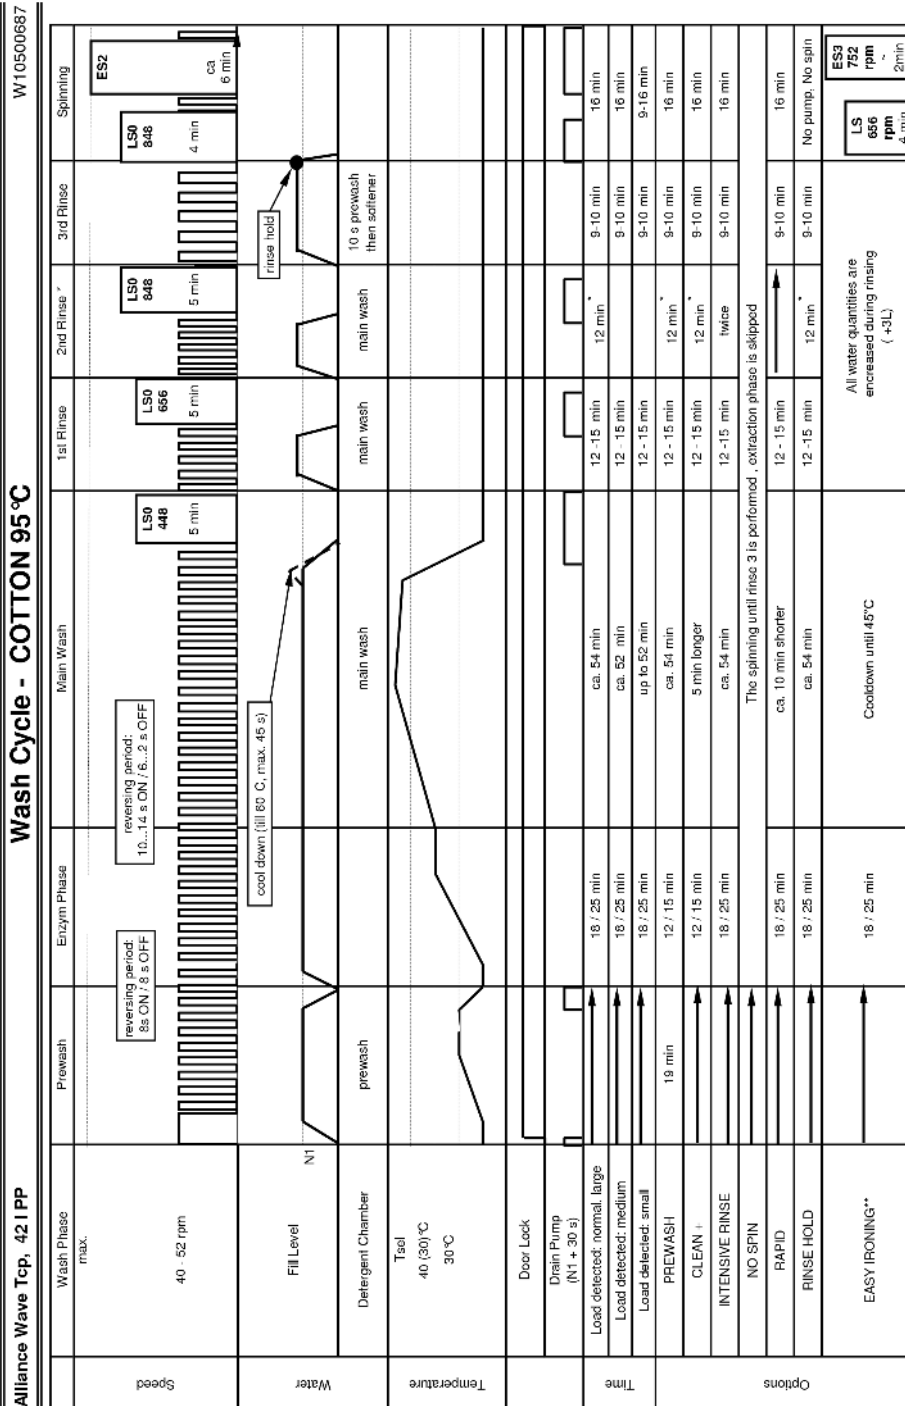 Alliance Wave Tcp, 42 l PP
Wash Cycle - COTTON 95°C
W10500687
Wash Phase
Prewash
Enzym Phase
Main Wash
1st Rinse
2nd Rinse *
3rd Rinse
Spinning
Speed
max.
40 - 52 rpm
reversing period:
8s ON / 8 s OFF
reversing period:
10...14 s ON / 6...2 s OFF
LS0
448
5 min
LS0
656
5 min
LS0
848
5 min
LS0
848
4 min
ES2
ca
6 min
Water
Fill Level
N1
cool down (till 60 C, max. 45 s)
rinse hold
Detergent Chamber
prewash
main wash
main wash
main wash
10 s prewash
then softener
Temperature
Tsel
40 (30)°C
30°C
Door Lock
Drain Pump
(N1 + 30 s)
Time
Load detected: normal. large
18 / 25 min
ca. 54 min
12 -15 min
12 min *
9-10 min
16 min
Load detected: medium
18 / 25 min
ca. 52 min
12 - 15 min
9-10 min
16 min
Load detected: small
18 / 25 min
up to 52 min
12 - 15 min
9-10 min
9-16 min
Options
PREWASH
19 min
12 / 15 min
ca. 54 min
12 - 15 min
12 min *
9-10 min
16 min
CLEAN +
12 / 15 min
5 min longer
12 - 15 min
12 min *
9-10 min
16 min
INTENSIVE RINSE
18 / 25 min
ca. 54 min
12 -15 min
twice
9-10 min
16 min
NO SPIN
The spinning until rinse 3 is performed , extraction phase is skipped
RAPID
18 / 25 min
ca. 10 min shorter
12 - 15 min
9-10 min
16 min
RINSE HOLD
18 / 25 min
ca. 54 min
12 -15 min
12 min *
9-10 min
No pump, No spin
EASY IRONING**
18 / 25 min
Cooldown until 45°C
All water quantities are
encreased during rinsing
( +3L)
LS
656
rpm
4 min
ES3
752
rpm
~
2min